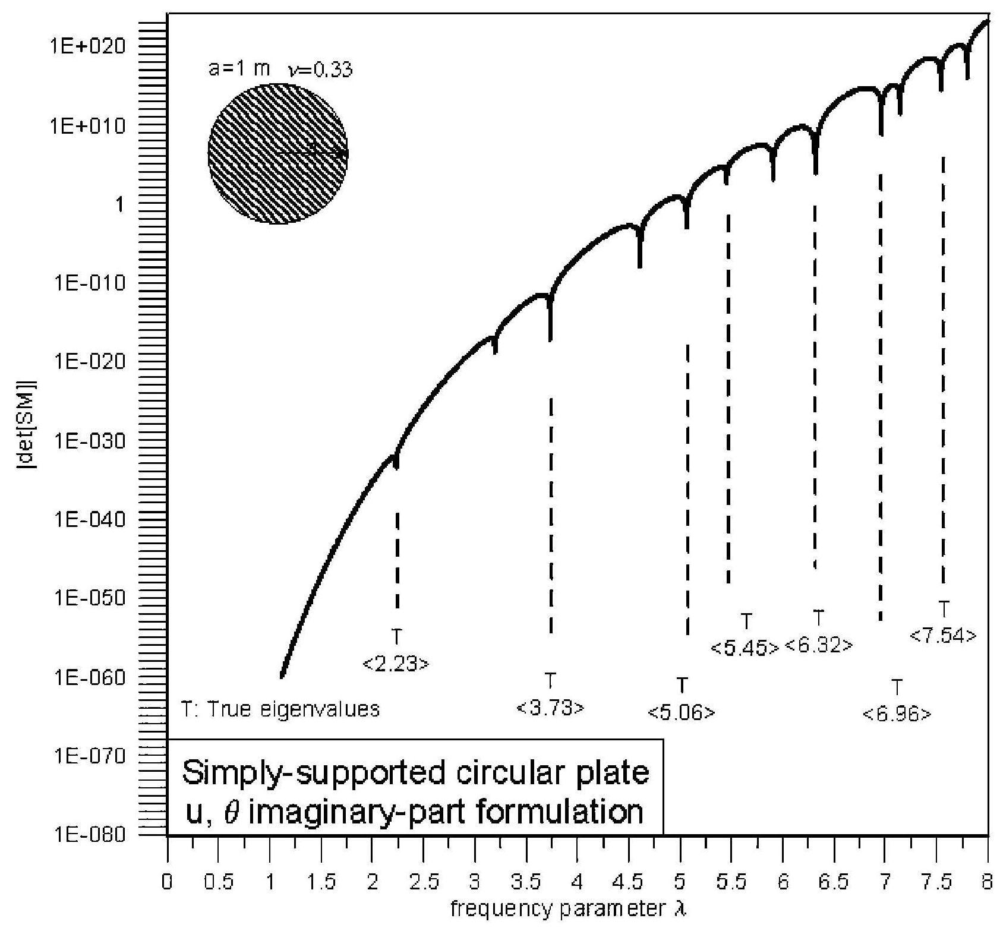 1E+020
1E+010
1
1E-010
1E-020
1E-030
1E-040
1E-050
1E-060
1E-070
1E-080
|det[SM]|
a=1 m ν=0.33
T
<2.23>
T
<3.73>
T
<5.06>
T
<5.45>
T
<6.32>
T
<6.96>
T
<7.54>
T: True eigenvalues
Simply-supported circular plate
u, θ imaginary-part formulation
0 0.5 1 1.5 2 2.5 3 3.5 4 4.5 5 5.5 6 6.5 7 7.5 8
frequency parameter λ